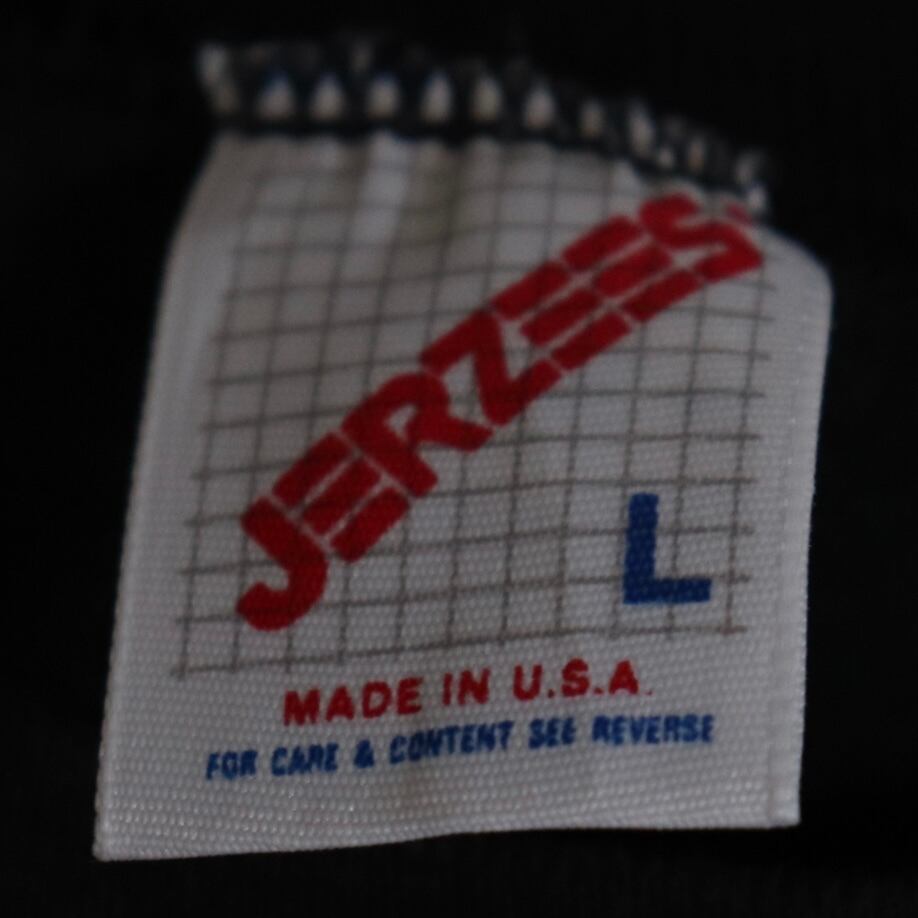 JERZEES
L
MADE IN U.S.A.
FOR CARE & CONTENT SEE REVERSE